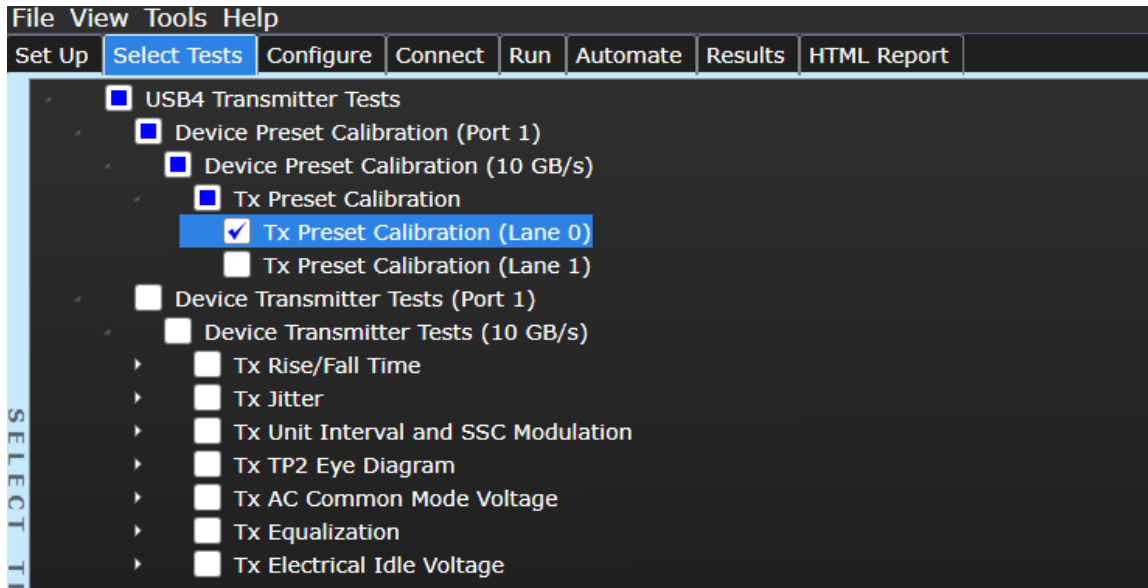 File View Tools Help
Set Up Select Tests Configure Connect Run Automate Results HTML Report
USB4 Transmitter Tests
Device Preset Calibration (Port 1)
Device Preset Calibration (10 GB/s)
Tx Preset Calibration
Tx Preset Calibration (Lane 0)
Tx Preset Calibration (Lane 1)
Device Transmitter Tests (Port 1)
Device Transmitter Tests (10 GB/s)
Tx Rise/Fall Time
Tx Jitter
Tx Unit Interval and SSC Modulation
Tx TP2 Eye Diagram
Tx AC Common Mode Voltage
Tx Equalization
Tx Electrical Idle Voltage
SELECT